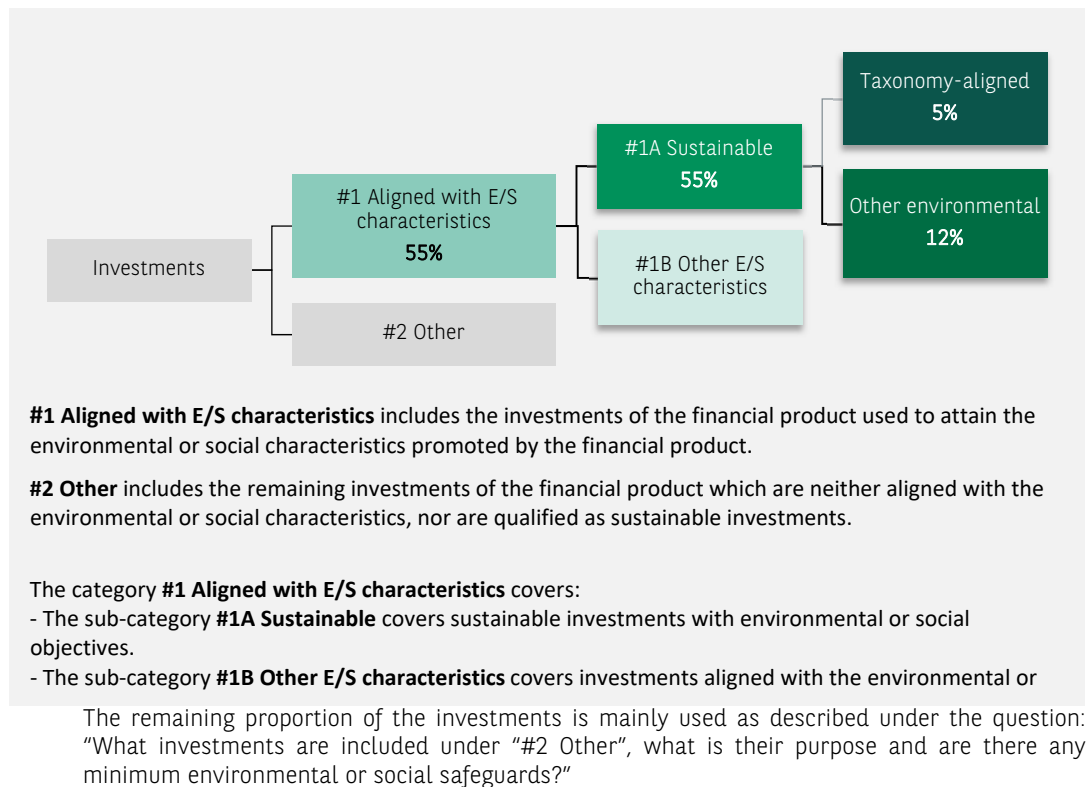 Taxonomy-aligned
5%
#1A Sustainable
55%
#1 Aligned with E/S
characteristics
55%
Other environmental
12%
Investments
#1B Other E/S
characteristics
#2 Other
#1 Aligned with E/S characteristics includes the investments of the financial product used to attain the
environmental or social characteristics promoted by the financial product.
#2 Other includes the remaining investments of the financial product which are neither aligned with the
environmental or social characteristics, nor are qualified as sustainable investments.
The category #1 Aligned with E/S characteristics covers:
- The sub-category #1A Sustainable covers sustainable investments with environmental or social
objectives.
- The sub-category #1B Other E/S characteristics covers investments aligned with the environmental or
The remaining proportion of the investments is mainly used as described under the question:
“What investments are included under “#2 Other”, what is their purpose and are there any
minimum environmental or social safeguards?”